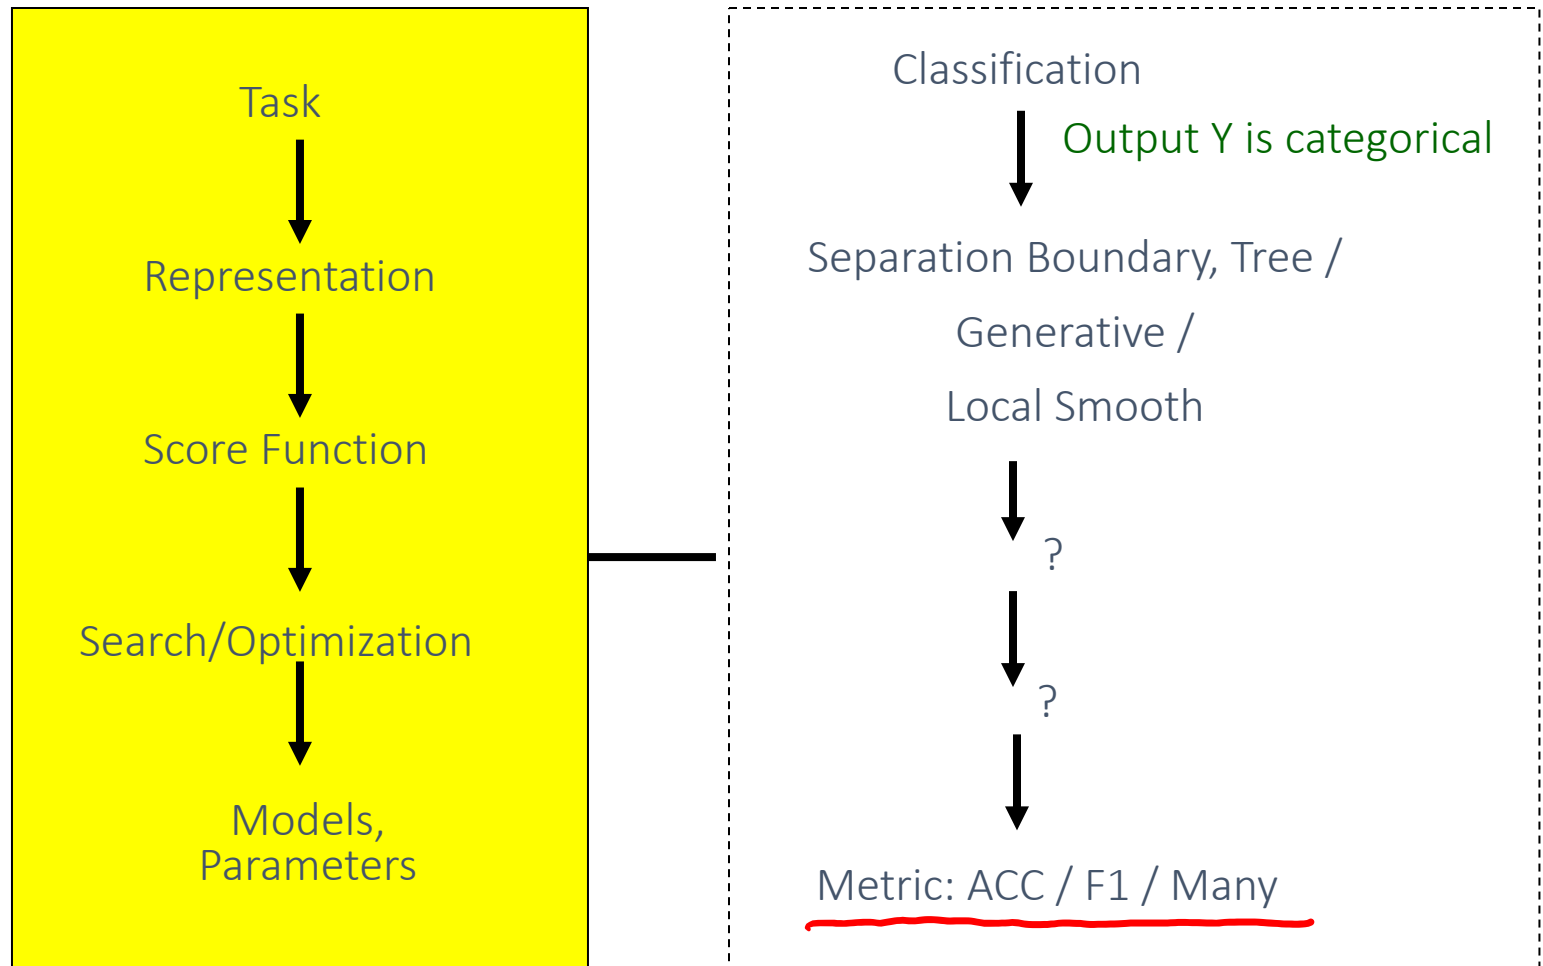 Task
Representation
Score Function
Search/Optimization
Models,
Parameters
Classification
Output Y is categorical
Separation Boundary, Tree /
Generative /
Local Smooth
?
?
Metric: ACC / F1 / Many